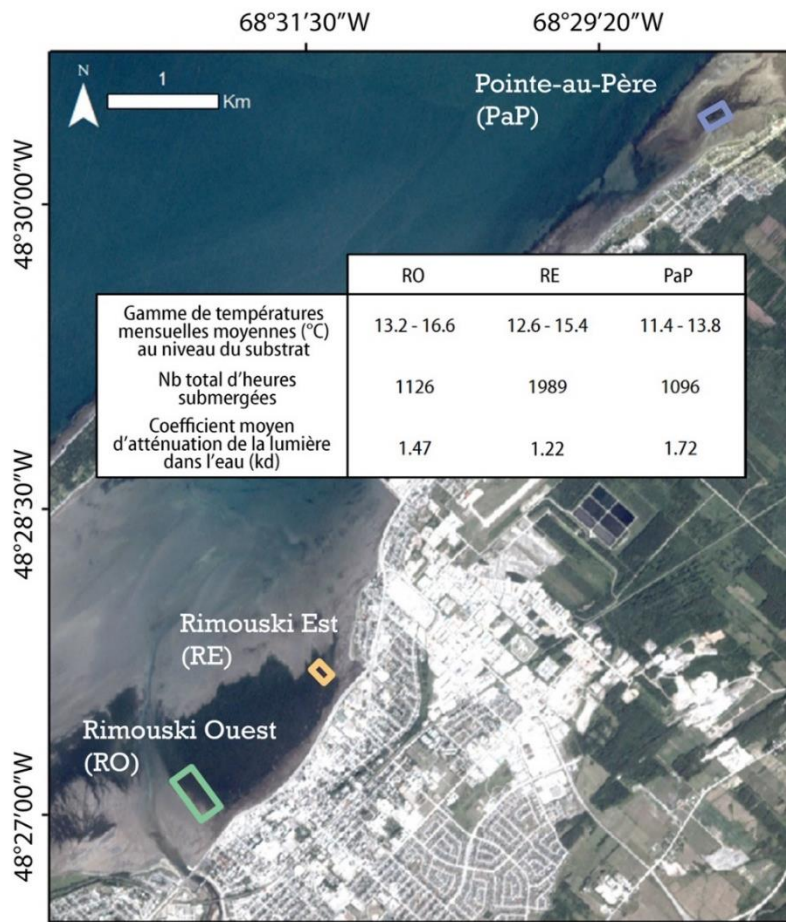 68°31′30″W
68°29′20″W
N
1
Km
Pointe-au-Père
(PaP)
48°30′00″W
RO
RE
PaP
Gamme de températures
mensuelles moyennes (°C)
au niveau du substrat
13.2 - 16.6
12.6 - 15.4
11.4 - 13.8
Nb total d’heures
submergées
1126
1989
1096
Coefficient moyen
d’atténuation de la lumière
dans l’eau (kd)
1.47
1.22
1.72
48°28′30″W
Rimouski Est
(RE)
Rimouski Ouest
(RO)
48°27′00″W